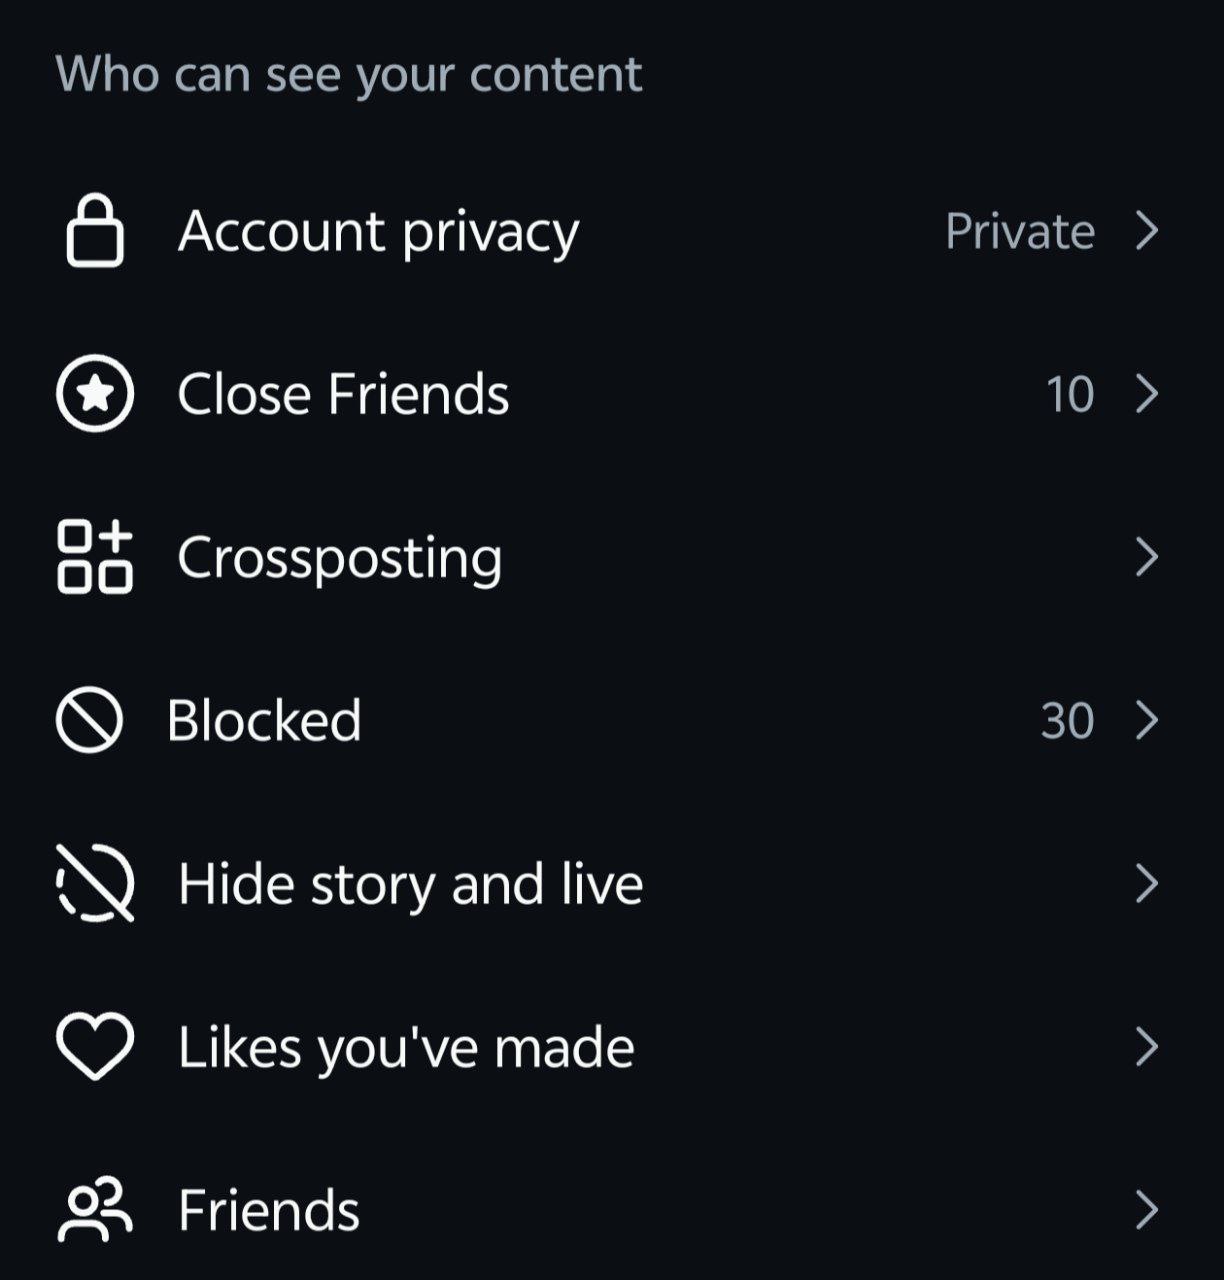 Who can see your content
Account privacy Private
Close Friends 10
Crossposting
Blocked 30
Hide story and live
Likes you've made
Friends